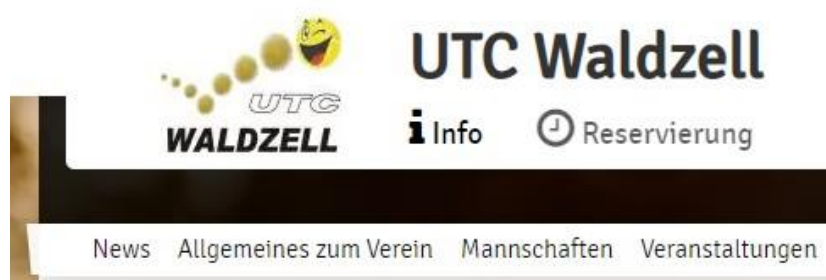 UTC Waldzell
UTC
WALDZELL
Info Reservierung
News Allgemeines zum Verein Mannschaften Veranstaltungen